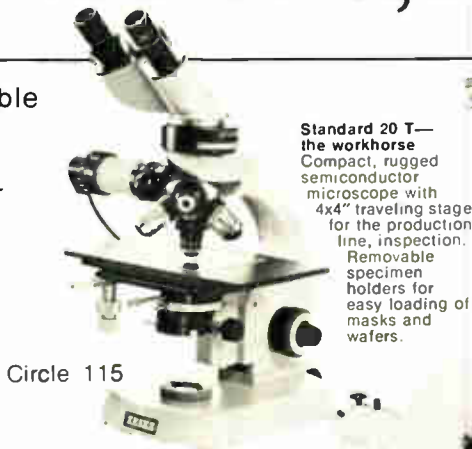 ble
Standard 20 T—
the workhorse
Compact, rugged
semiconductor
microscope with
4x4" traveling stage
for the production
line, inspection.
Removable
specimen
holders for
easy loading of
masks and
wafers.
Circle 115
ZEISS